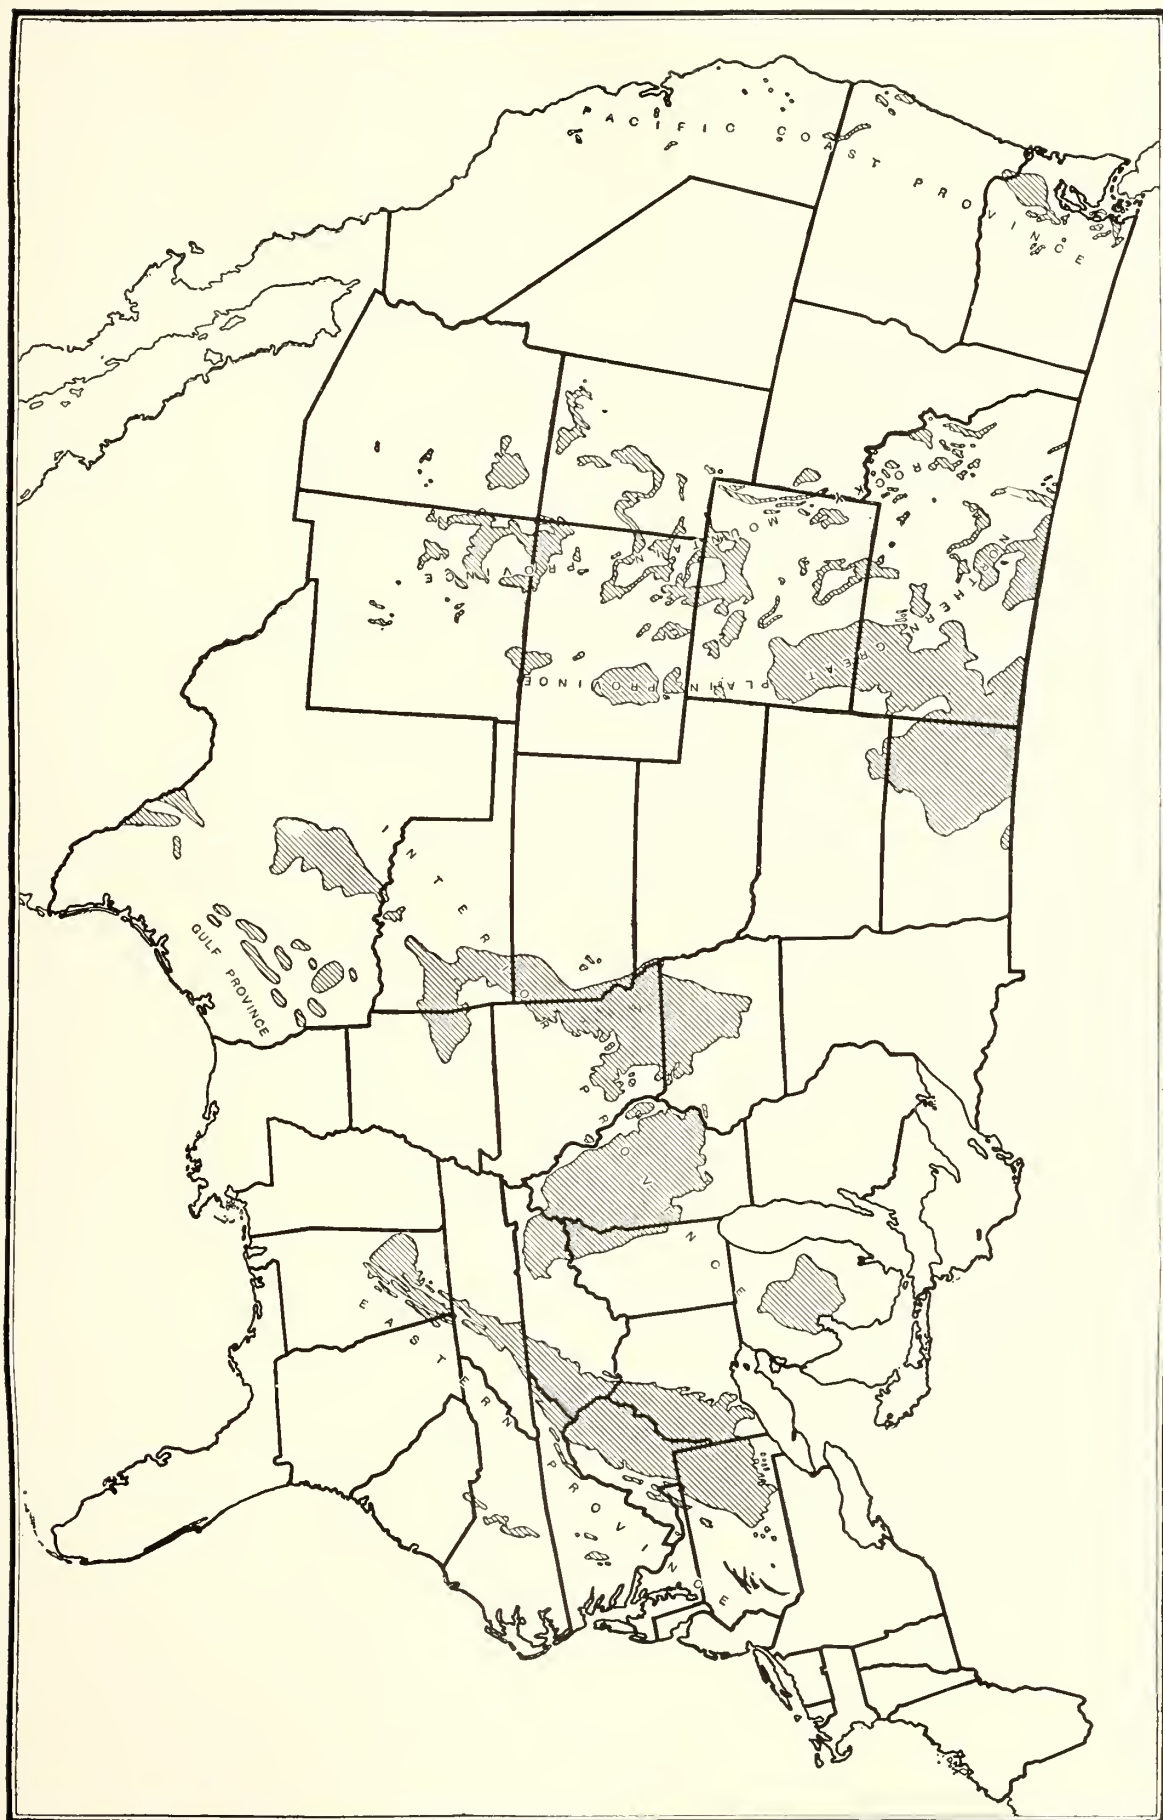 PACIFIC COAST PROVINCE
ROCKY MOUNTAIN PROVINCE
NORTHERN GREAT PLAINS PROVINCE
INTERIOR PROVINCE
GULF PROVINCE
EASTERN PROVINCE